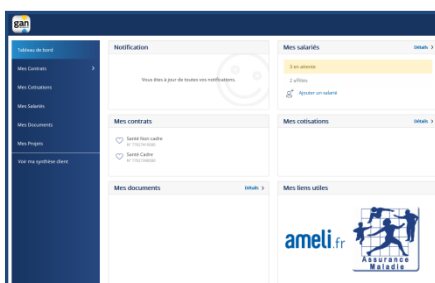 gan
Tableau de bord
Mes Contrats
Mes Cotisations
Mes Salariés
Mes Documents
Mes Projets
Voir ma synthèse client
Notification
Vous êtes à jour de toutes vos notifications.
Mes salariés
Détails >
3 en attente
2 affiliés
Ajouter un salarié
Mes contrats
Santé Non cadre
Santé Cadre
Mes cotisations
Détails >
Mes documents
Détails >
Mes liens utiles
ameli.fr
Assurance
Maladie